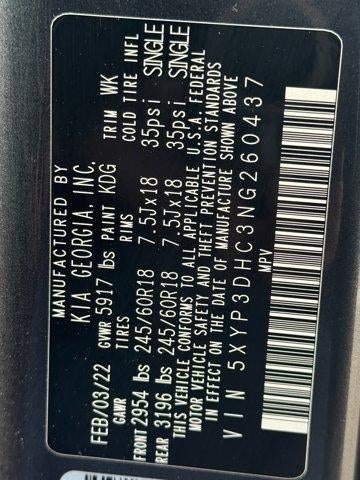 MANUFACTURED BY
KIA GEORGIA, INC.
FEB/03/22 GVWR 5917 lbs PAINT KDG TRIM WK
GAWR TIRES RIMS COLD TIRE INFL
FRONT 2954 lbs 245/60R18 7.5Jx18 35psi SINGLE
REAR 3196 lbs 245/60R18 7.5Jx18 35psi SINGLE
THIS VEHICLE CONFORMS TO ALL APPLICABLE U.S.A. FEDERAL
MOTOR VEHICLE SAFETY AND THEFT PREVENTION STANDARDS
IN EFFECT ON THE DATE OF MANUFACTURE SHOWN ABOVE
VIN 5XYP3DHC3NG260437
MPV